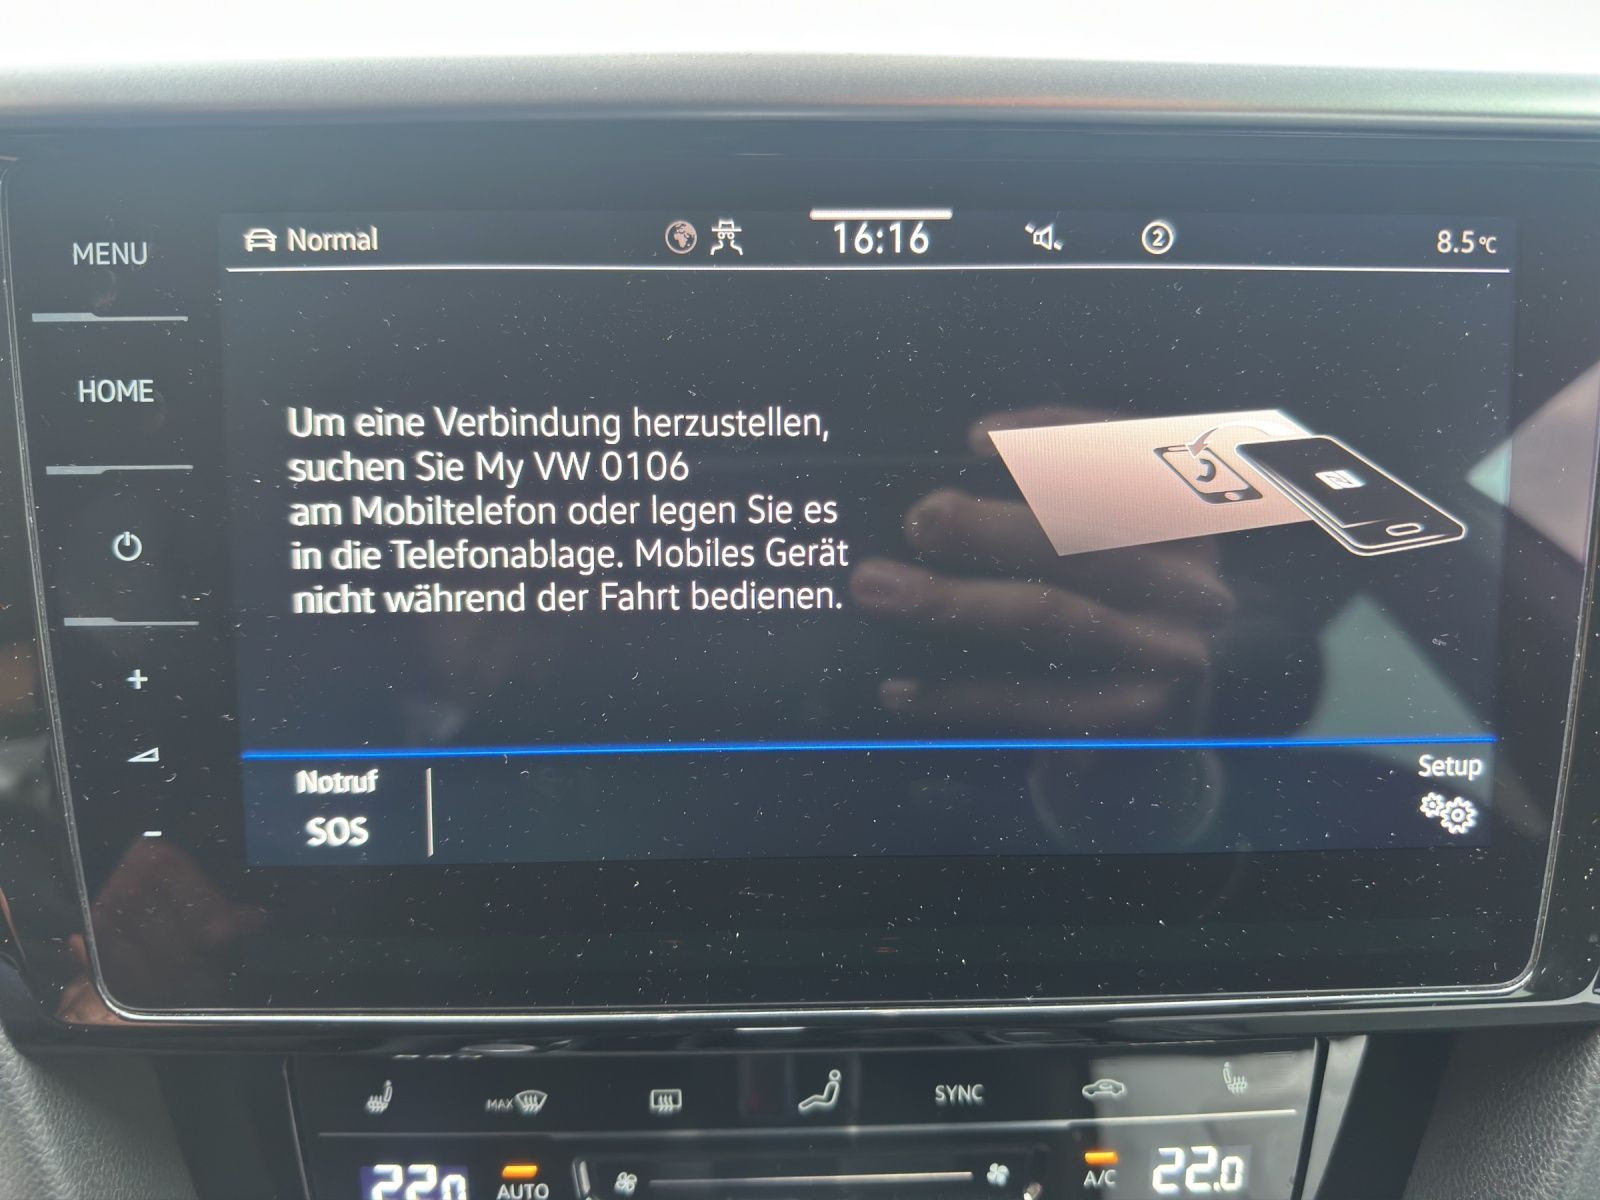 MENU
HOME
Normal
16:16
2
8.5°C
Um eine Verbindung herzustellen,
suchen Sie My VW 0106
am Mobiltelefon oder legen Sie es
in die Telefonablage. Mobiles Gerät
nicht während der Fahrt bedienen.
+
-
Notruf
SOS
Setup
MAX
SYNC
22.0
AUTO
A/C
22.0